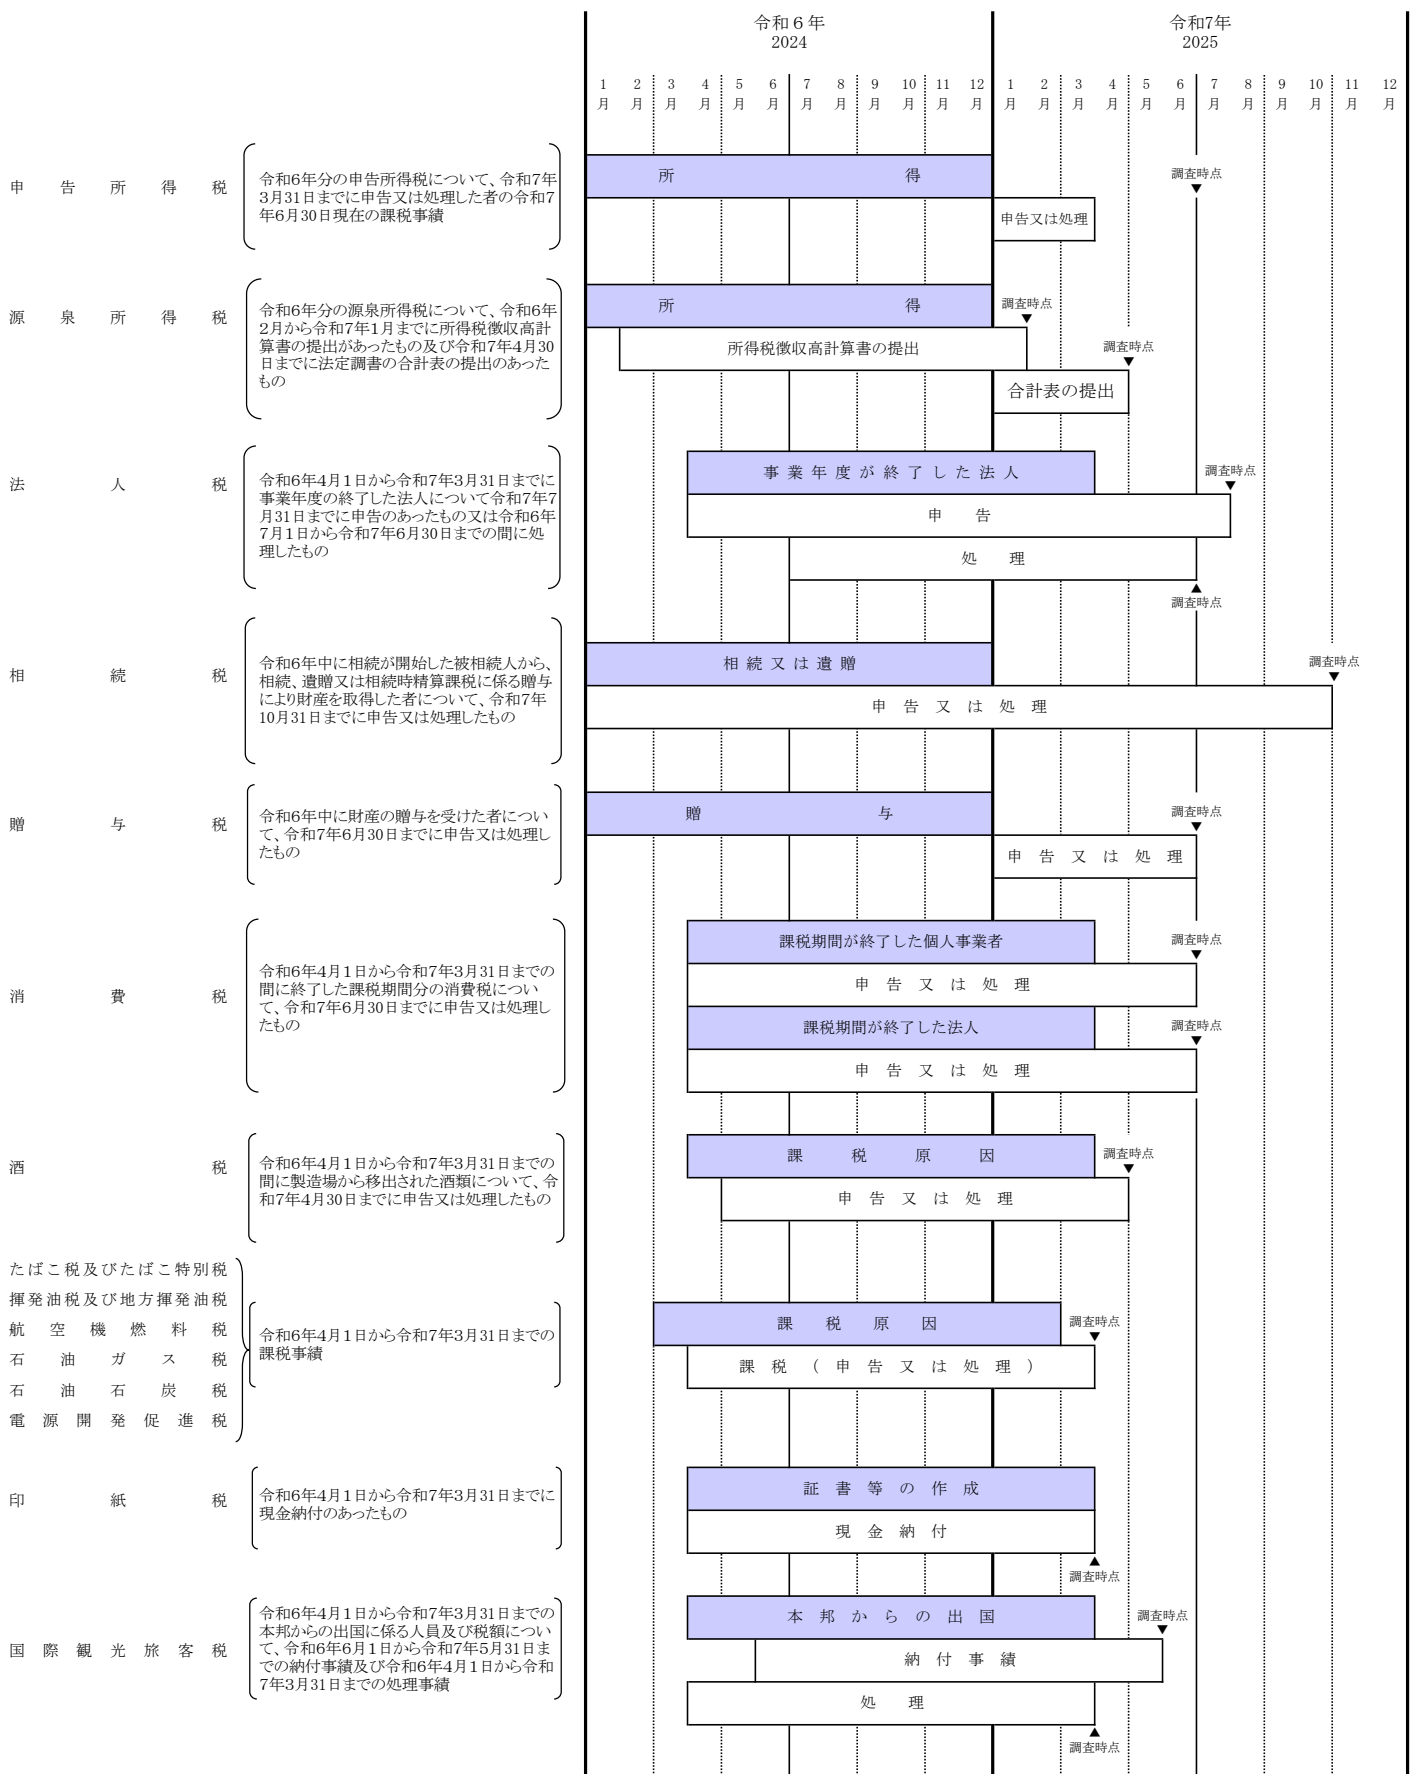 令和６年
2024
令和7年
2025
1 2 3 4 5 6 7 8 9 10 11 12 1 2 3 4 5 6 7 8 9 10 11 12
月 月 月 月 月 月 月 月 月 月 月 月 月 月 月 月 月 月 月 月 月 月 月 月
申告所得税
令和6年分の申告所得税について、令和7年
3月31日までに申告又は処理した者の令和7
年6月30日現在の課税事績
所得
調査時点
申告又は処理
源泉所得税
令和6年分の源泉所得税について、令和6年
2月から令和7年1月までに所得税徴収高計
算書の提出があったもの及び令和7年4月30
日までに法定調書の合計表の提出のあった
もの
所得
調査時点
所得税徴収高計算書の提出
調査時点
合計表の提出
法人税
令和6年4月1日から令和7年3月31日までに
事業年度の終了した法人について令和7年7
月31日までに申告のあったもの又は令和6年
7月1日から令和7年6月30日までの間に処
理したもの
事業年度が終了した法人
調査時点
申告
処理
調査時点
相続税
令和6年中に相続が開始した被相続人から、
相続、遺贈又は相続時精算課税に係る贈与
により財産を取得した者について、令和7年
10月31日までに申告又は処理したもの
相続又は遺贈
調査時点
申告又は処理
贈与税
令和6年中に財産の贈与を受けた者につい
て、令和7年6月30日までに申告又は処理し
たもの
贈与
調査時点
申告又は処理
消費税
令和6年4月1日から令和7年3月31日までの
間に終了した課税期間分の消費税につい
て、令和7年6月30日までに申告又は処理し
たもの
課税期間が終了した個人事業者
調査時点
申告又は処理
課税期間が終了した法人
調査時点
申告又は処理
酒税
令和6年4月1日から令和7年3月31日までの
間に製造場から移出された酒類について、令
和7年4月30日までに申告又は処理したもの
課税原因
調査時点
申告又は処理
たばこ税及びたばこ特別税
揮発油税及び地方揮発油税
航空機燃料税
石油ガス税
石油石炭税
電源開発促進税
令和6年4月1日から令和7年3月31日までの
課税事績
課税原因
調査時点
課税（申告又は処理）
印紙税
令和6年4月1日から令和7年3月31日までに
現金納付のあったもの
証書等の作成
現金納付
調査時点
国際観光旅客税
令和6年4月1日から令和7年3月31日までの
本邦からの出国に係る人員及び税額につい
て、令和6年6月1日から令和7年5月31日ま
での納付事績及び令和6年4月1日から令和
7年3月31日までの処理事績
本邦からの出国
調査時点
納付事績
処理
調査時点